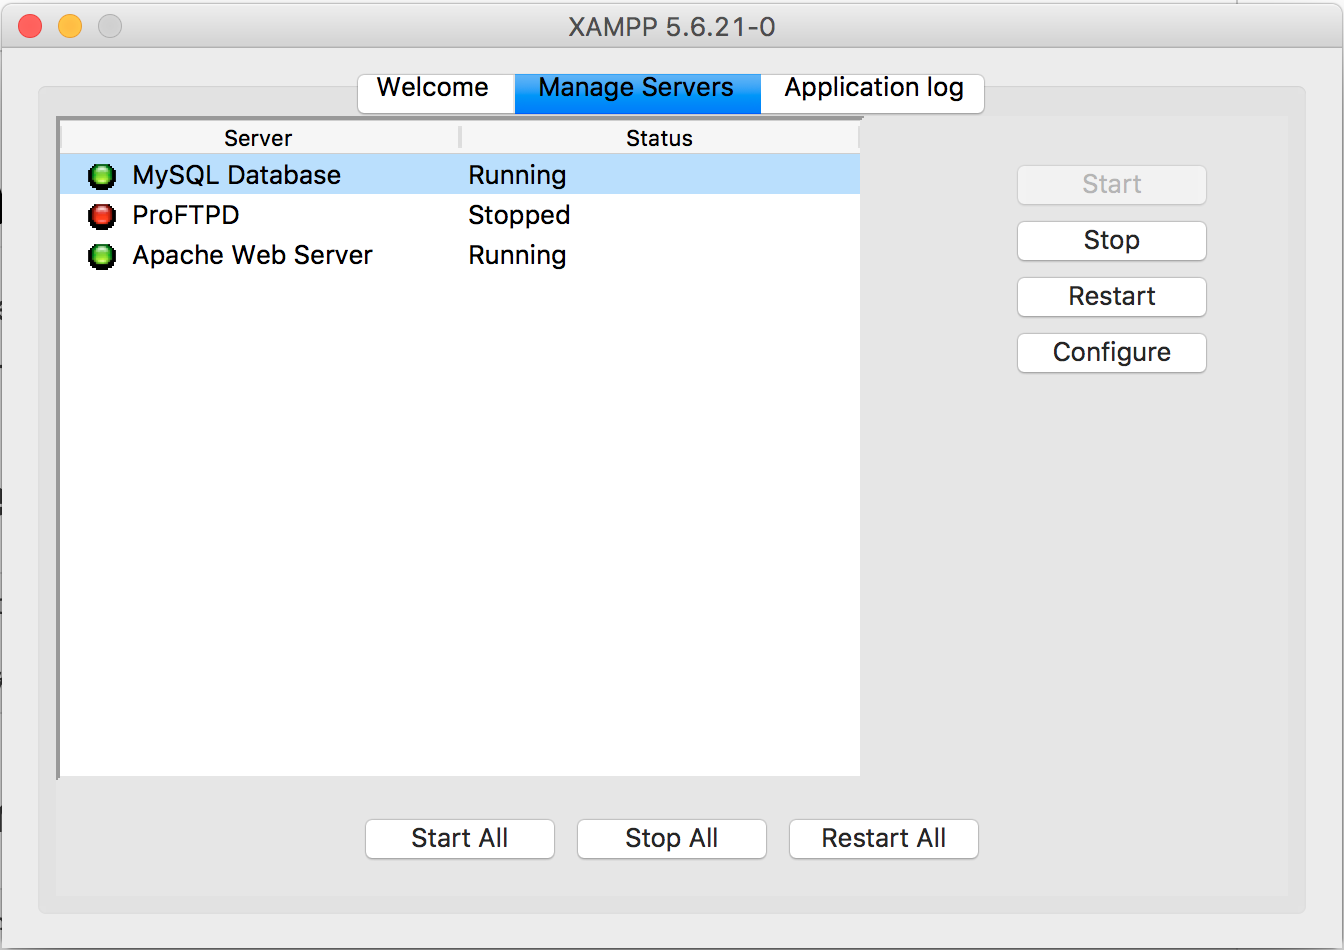 XAMPP 5.6.21-0
Welcome Manage Servers Application log
Server Status
MySQL Database Running
ProFTPD Stopped
Apache Web Server Running
Start
Stop
Restart
Configure
Start All Stop All Restart All